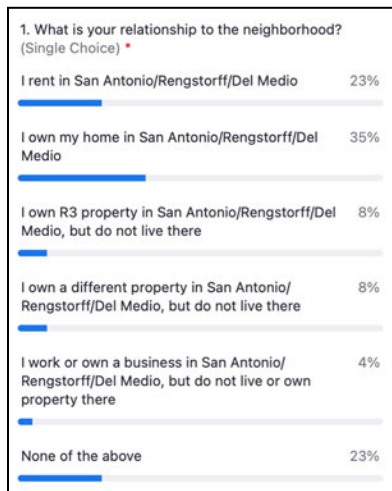 1. What is your relationship to the neighborhood?
(Single Choice) *
I rent in San Antonio/Rengstorff/Del Medio 23%
I own my home in San Antonio/Rengstorff/Del 35%
Medio
I own R3 property in San Antonio/Rengstorff/Del 8%
Medio, but do not live there
I own a different property in San Antonio/ 8%
Rengstorff/Del Medio, but do not live there
I work or own a business in San Antonio/ 4%
Rengstorff/Del Medio, but do not live or own
property there
None of the above 23%